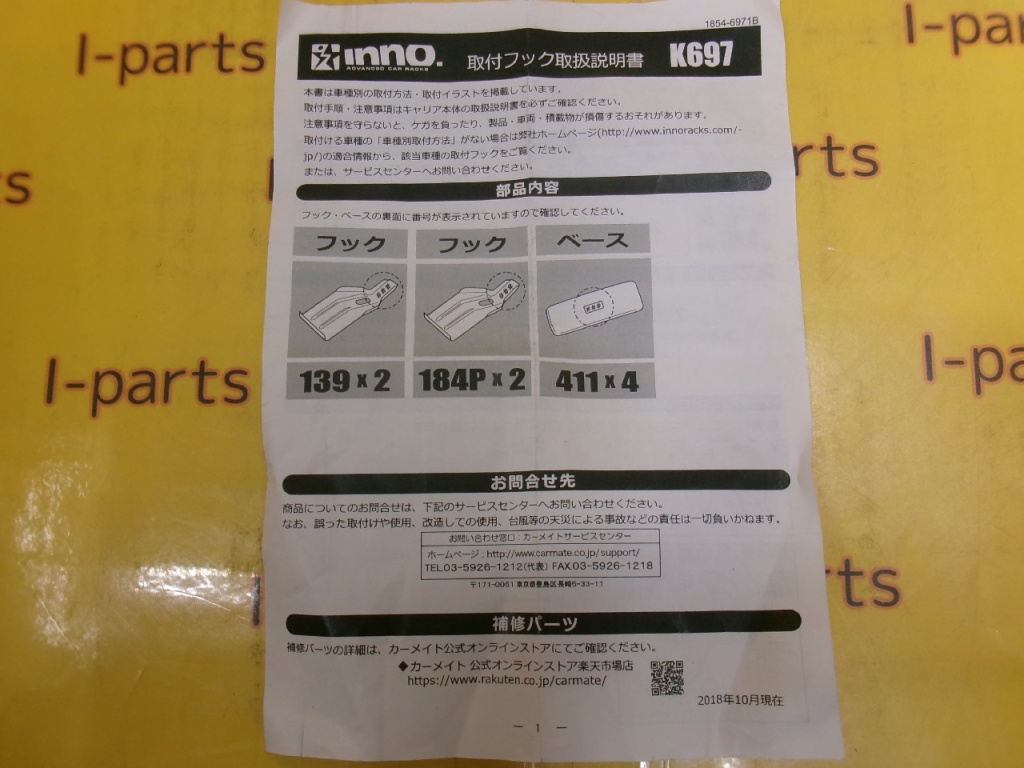 1854-6971B
inno.
ADVANCED CAR RACKS
取付フック取扱説明書 K697
本書は車種別の取付方法・取付イラストを掲載しています。
取付手順・注意事項はキャリア本体の取扱説明書を必ずご確認ください。
注意事項を守らないと、ケガを負ったり、製品・車両・積載物が損傷するおそれがあります。
取付ける車種の「車種別取付方法」がない場合は弊社ホームページ(http://www.innoracks.com/-
jp/)の適合情報から、該当車種の取付フックをご覧ください。
または、サービスセンターへお問い合わせください。
部品内容
フック・ベースの裏面に番号が表示されていますので確認してください。
フック フック ベース
139 x 2 184P x 2 411 x 4
お問合せ先
商品についてのお問合せは、下記のサービスセンターへお問い合わせください。
なお、誤った取付けや使用、改造しての使用、台風等の天災による事故などの責任は一切負いかねます。
お問い合わせ窓口：カーメイトサービスセンター
ホームページ：http://www.carmate.co.jp/support/
TEL.03-5926-1212(代表) FAX.03-5926-1218
〒171-0051 東京都豊島区長崎5-33-11
補修パーツ
補修パーツの詳細は、カーメイト公式オンラインストアにてご確認ください。
◆カーメイト 公式オンラインストア楽天市場店
https://www.rakuten.co.jp/carmate/
2018年10月現在
― 1 ―
I-parts
I-parts
rts
rts
I-parts
I-p
rts